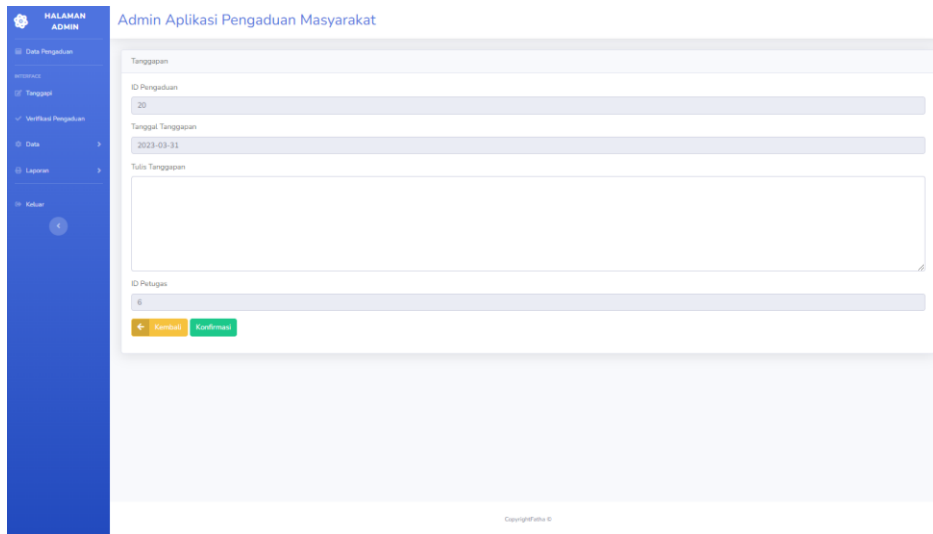 HALAMAN
ADMIN
Admin Aplikasi Pengaduan Masyarakat
Data Pengaduan
INTERFACE
Tanggapi
Verifikasi Pengaduan
Data
Laporan
Keluar
Tanggapan
ID Pengaduan
20
Tanggal Tanggapan
2023-03-31
Tulis Tanggapan
ID Petugas
6
Kembali Konfirmasi